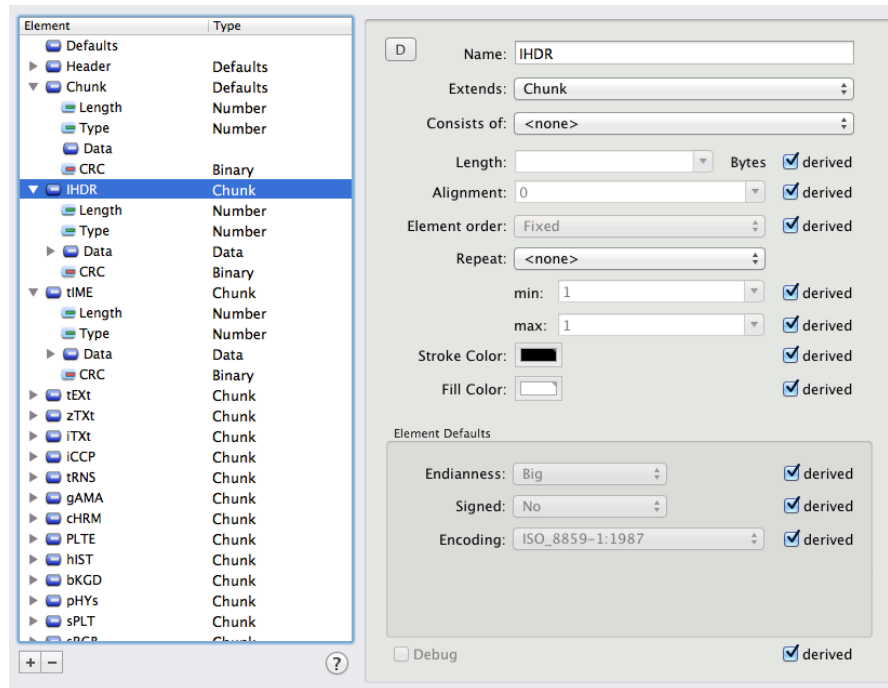 Element Type
Defaults
Header Defaults
Chunk Defaults
Length Number
Type Number
Data
CRC Binary
IHDR Chunk
Length Number
Type Number
Data Data
CRC Binary
tIME Chunk
Length Number
Type Number
Data Data
CRC Binary
tEXt Chunk
zTXt Chunk
iTXt Chunk
iCCP Chunk
tRNS Chunk
gAMA Chunk
cHRM Chunk
PLTE Chunk
hIST Chunk
bKGD Chunk
pHYs Chunk
sPLT Chunk
+ − ?
D Name: IHDR
Extends: Chunk
Consists of: <none>
Length: Bytes derived
Alignment: 0 derived
Element order: Fixed derived
Repeat: <none>
min: 1 derived
max: 1 derived
Stroke Color: derived
Fill Color: derived
Element Defaults
Endianness: Big derived
Signed: No derived
Encoding: ISO_8859-1:1987 derived
Debug derived